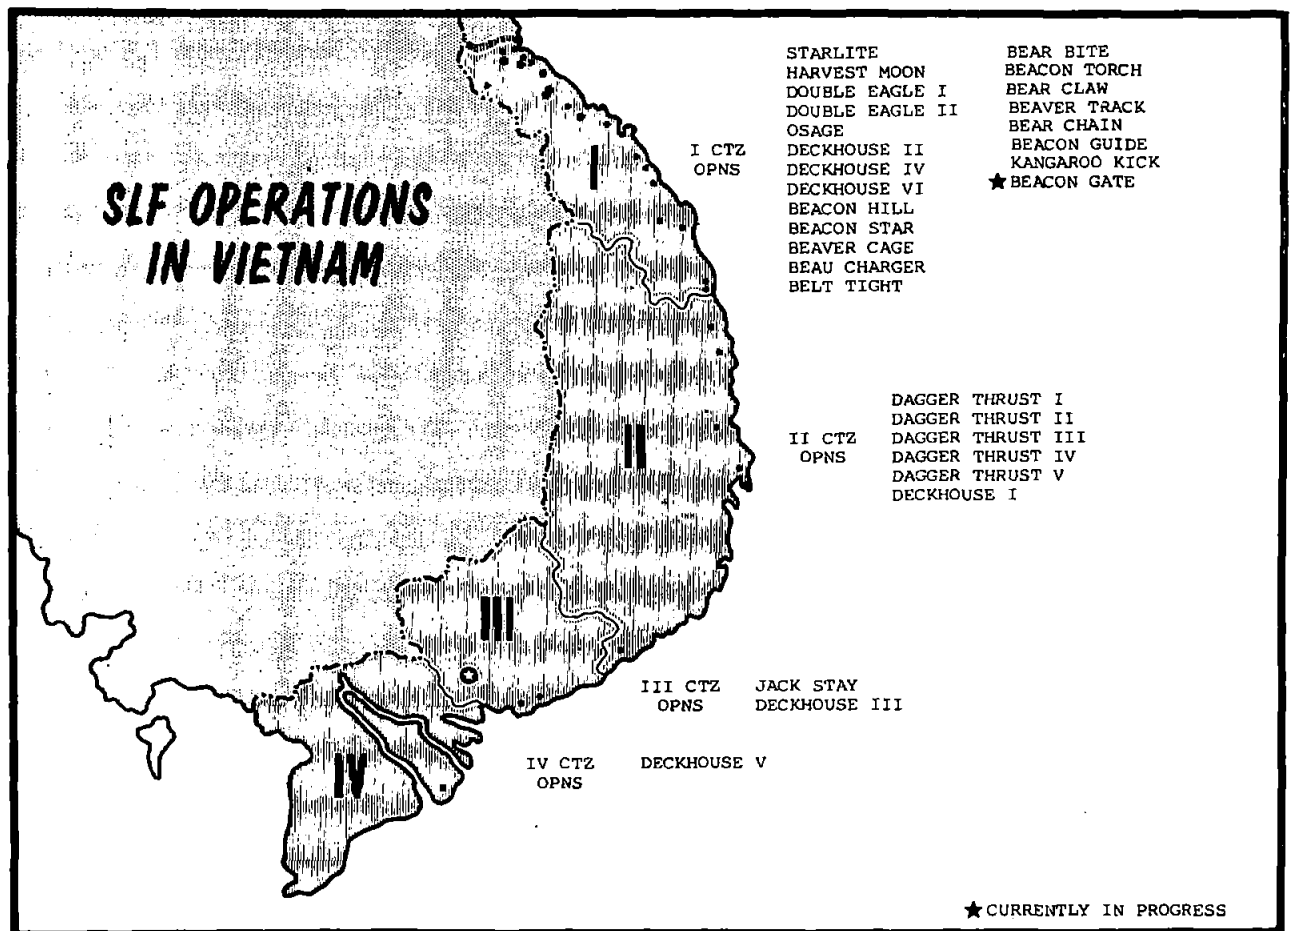 SLF OPERATIONS
IN VIETNAM
I CTZ
OPNS
STARLITE
HARVEST MOON
DOUBLE EAGLE I
DOUBLE EAGLE II
OSAGE
DECKHOUSE II
DECKHOUSE IV
DECKHOUSE VI
BEACON HILL
BEACON STAR
BEAVER CAGE
BEAU CHARGER
BELT TIGHT
BEAR BITE
BEACON TORCH
BEAR CLAW
BEAVER TRACK
BEAR CHAIN
BEACON GUIDE
KANGAROO KICK
★ BEACON GATE
I
II
III
IV
II CTZ
OPNS
DAGGER THRUST I
DAGGER THRUST II
DAGGER THRUST III
DAGGER THRUST IV
DAGGER THRUST V
DECKHOUSE I
III CTZ
OPNS
JACK STAY
DECKHOUSE III
IV CTZ
OPNS
DECKHOUSE V
★ CURRENTLY IN PROGRESS